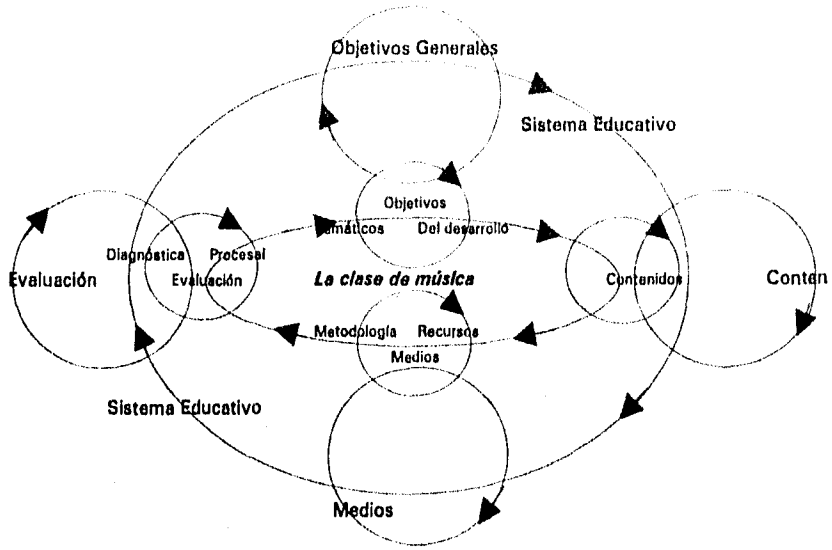 Objetivos Generales
Sistema Educativo
Objetivos
máticos Del desarrollo
Diagnóstica Procesal
Evaluación
Evaluación
La clase de música
Contenidos
Conten
Metodología Recursos
Medios
Sistema Educativo
Medios